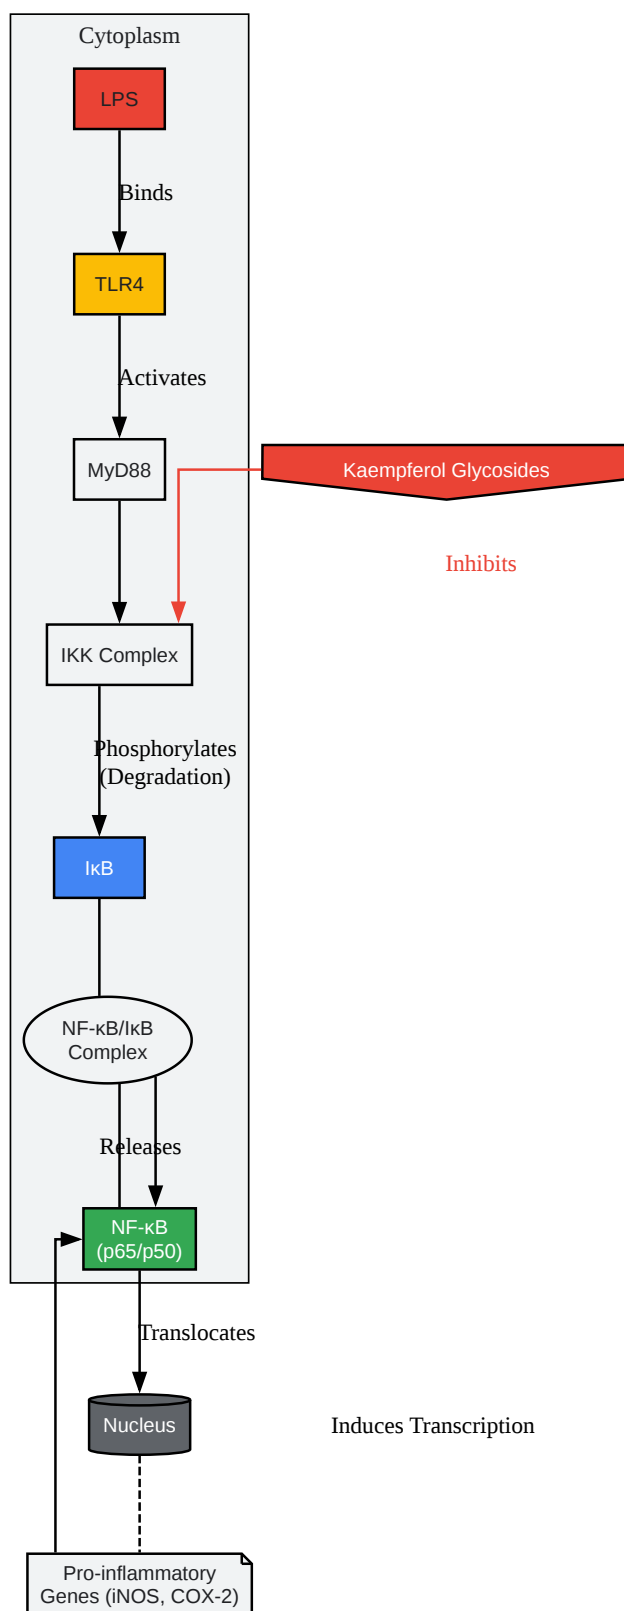 Cytoplasm
LPS
Binds
TLR4
Activates
MyD88
Kaempferol Glycosides
Inhibits
IKK Complex
Phosphorylates
(Degradation)
IκB
NF-κB/IκB
Complex
Releases
NF-κB
(p65/p50)
Translocates
Nucleus
Induces Transcription
Pro-inflammatory
Genes (iNOS, COX-2)